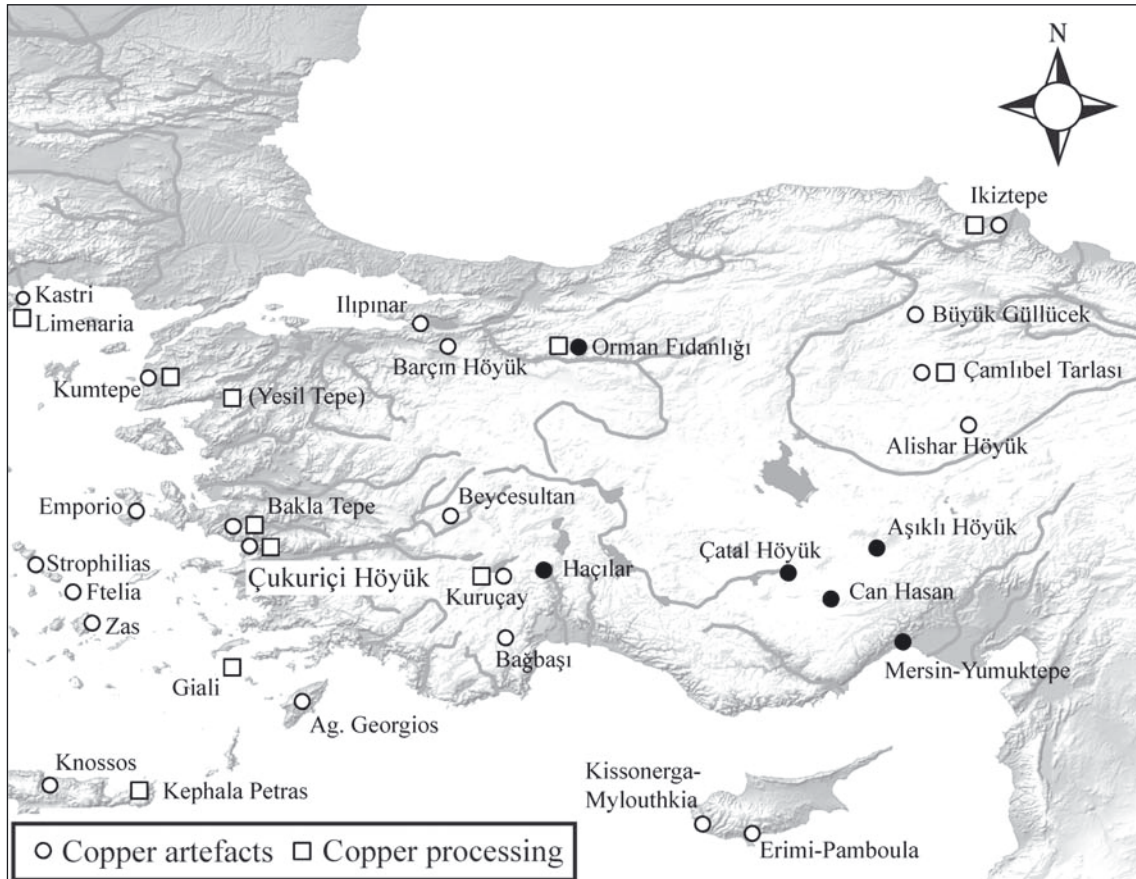 N
Ikiztepe
Kastri
Limenaria
Ilıpınar
Büyük Güllücek
Barçın Höyük
Orman Fıdanlığı
Kumtepe
(Yesil Tepe)
Çamlıbel Tarlası
Alishar Höyük
Emporio
Bakla Tepe
Beycesultan
Strophilias
Çukuriçi Höyük
Ftelia
Kuruçay
Haçılar
Çatal Höyük
Aşıklı Höyük
Can Hasan
Zas
Bağbaşı
Mersin-Yumuktepe
Giali
Ag. Georgios
Knossos
Kephala Petras
Kissonerga-
Mylouthkia
Erimi-Pamboula
Copper artefacts
Copper processing